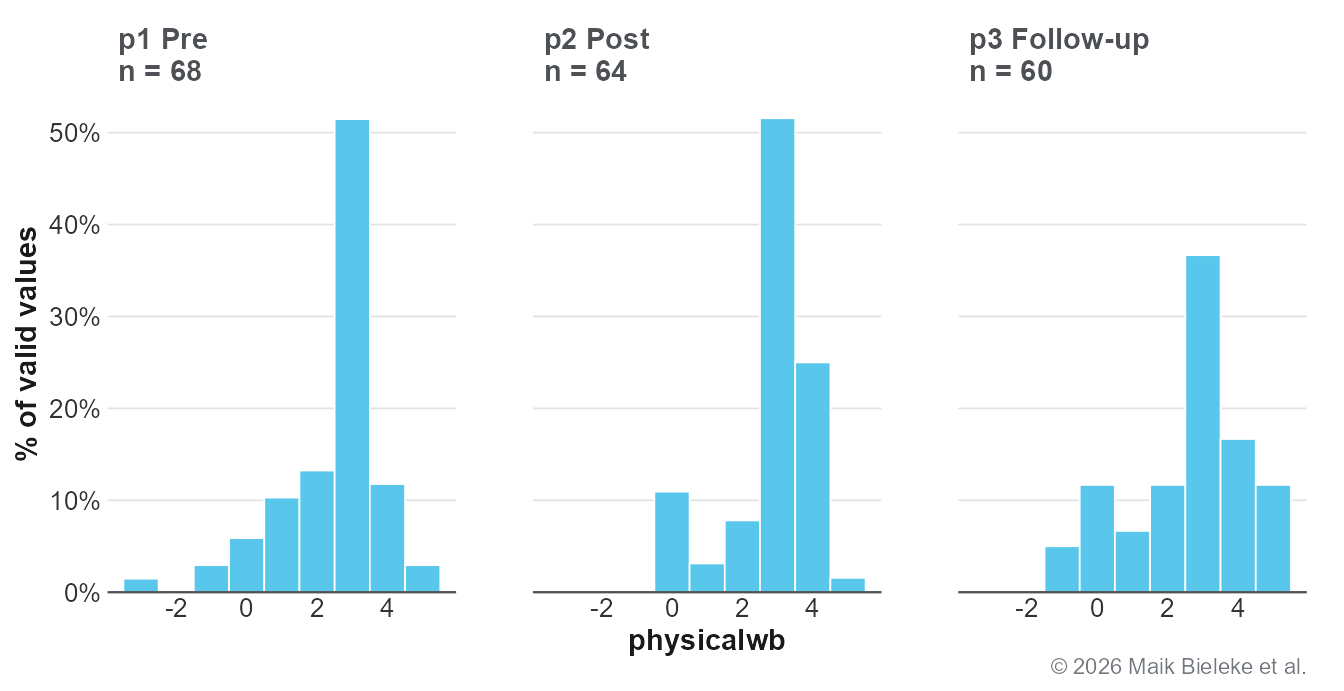 p1 Pre
n = 68
p2 Post
n = 64
p3 Follow-up
n = 60
% of valid values
50%
40%
30%
20%
10%
0%
-2 0 2 4
-2 0 2 4
-2 0 2 4
physicalwb
© 2026 Maik Bieleke et al.